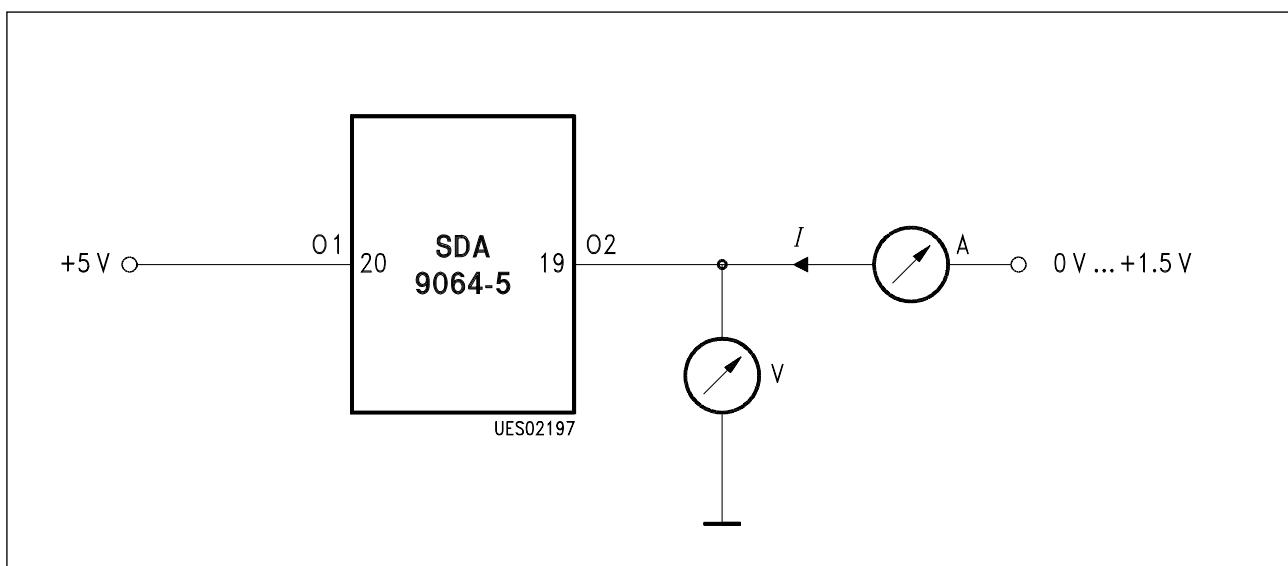 I
A
O1
O2
+5 V
20
SDA
9064-5
19
0 V ... +1.5 V
V
UES02197